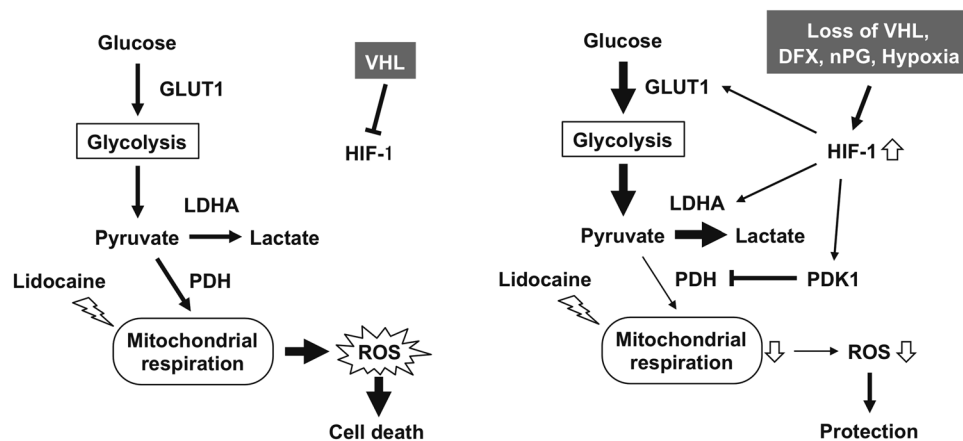 Glucose
GLUT1
VHL
Glycolysis
HIF-1
LDHA
Pyruvate
Lactate
Lidocaine
PDH
Mitochondrial
respiration
ROS
Cell death
Loss of VHL,
DFX, nPG, Hypoxia
Glucose
GLUT1
Glycolysis
HIF-1
LDHA
Pyruvate
Lactate
Lidocaine
PDH
PDK1
Mitochondrial
respiration
ROS
Protection